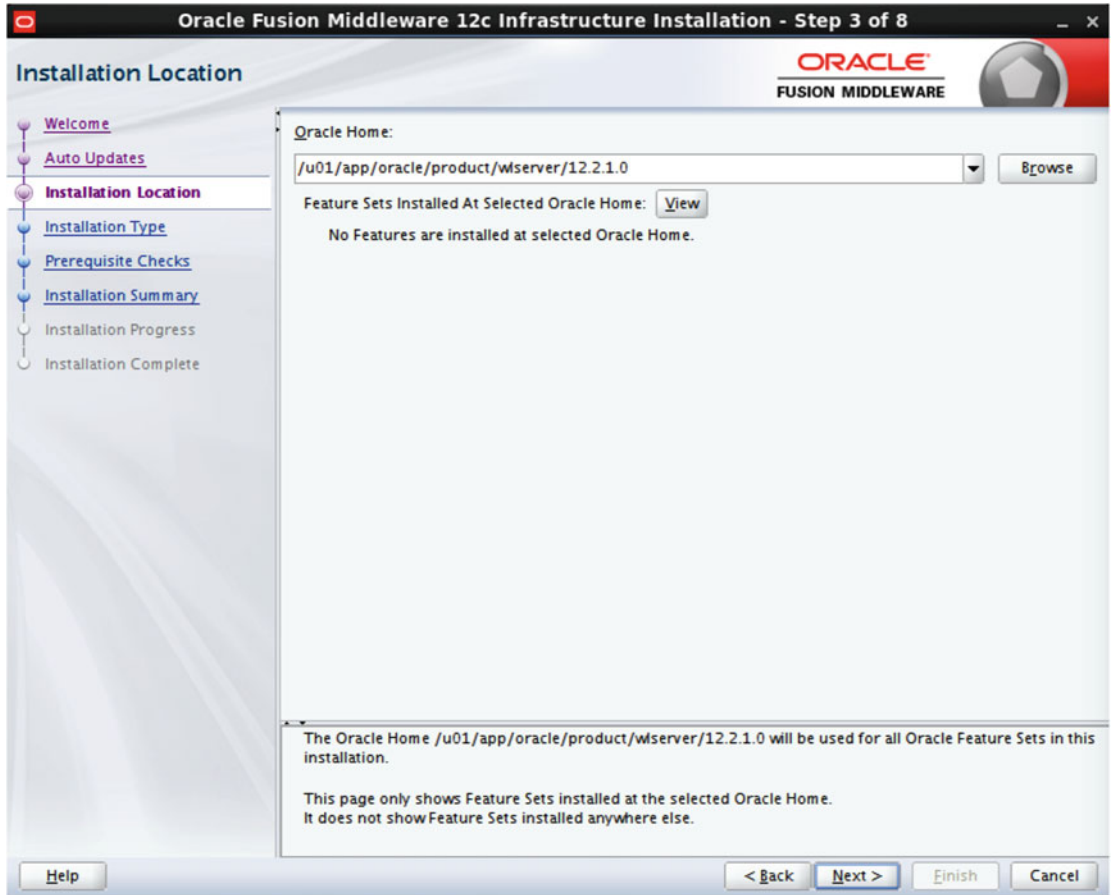 Oracle Fusion Middleware 12c Infrastructure Installation - Step 3 of 8
Installation Location
ORACLE
FUSION MIDDLEWARE
Welcome
Auto Updates
Installation Location
Installation Type
Prerequisite Checks
Installation Summary
Installation Progress
Installation Complete
Oracle Home:
/u01/app/oracle/product/wlserver/12.2.1.0
Browse
Feature Sets Installed At Selected Oracle Home: View
No Features are installed at selected Oracle Home.
The Oracle Home /u01/app/oracle/product/wlserver/12.2.1.0 will be used for all Oracle Feature Sets in this
installation.
This page only shows Feature Sets installed at the selected Oracle Home.
It does not show Feature Sets installed anywhere else.
Help
< Back
Next >
Finish
Cancel